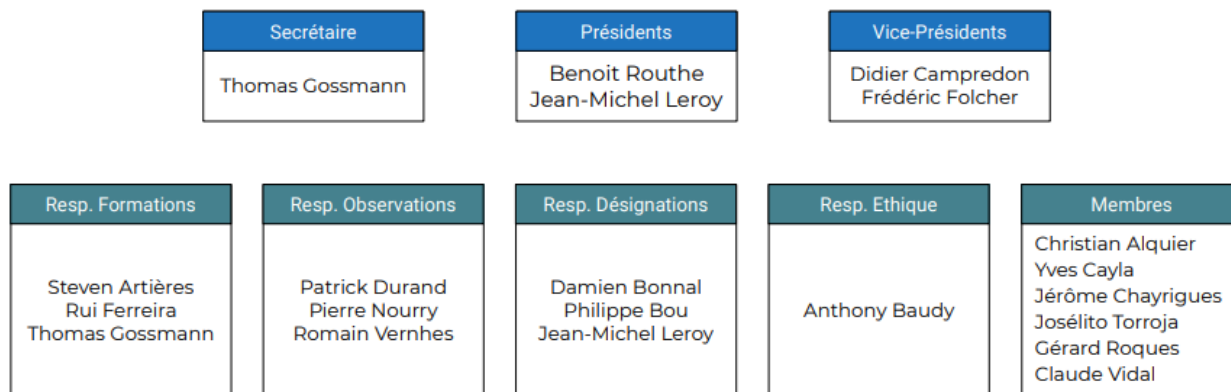 Secrétaire
Thomas Gossmann
Présidents
Benoit Routhe
Jean-Michel Leroy
Vice-Présidents
Didier Campredon
Frédéric Folcher
Resp. Formations
Steven Artières
Rui Ferreira
Thomas Gossmann
Resp. Observations
Patrick Durand
Pierre Nourry
Romain Vernhes
Resp. Désignations
Damien Bonnal
Philippe Bou
Jean-Michel Leroy
Resp. Ethique
Anthony Baudy
Membres
Christian Alquier
Yves Cayla
Jérôme Chayrigues
Josélito Torroja
Gérard Roques
Claude Vidal